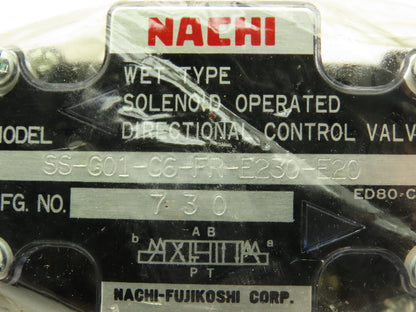 NACHI
WET TYPE
SOLENOID OPERATED
DIRECTIONAL CONTROL VALV
MODEL
SS-G01-C6-FR-E230-E20
ED80-C
FG. NO. 730
A B
b a
P T
NACHI-FUJIKOSHI CORP.